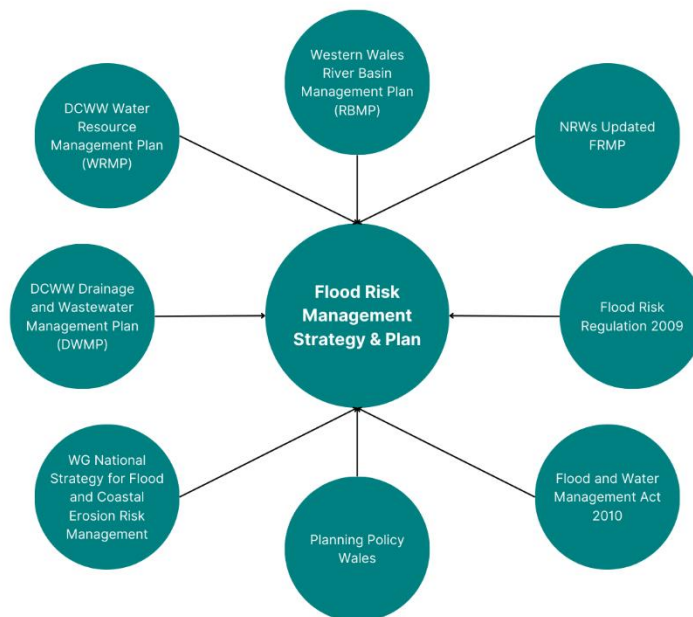 Western Wales
River Basin
Management Plan
(RBMP)
DCWW Water
Resource
Management Plan
(WRMP)
NRWs Updated
FRMP
DCWW Drainage
and Wastewater
Management Plan
(DWMP)
Flood Risk
Management
Strategy & Plan
Flood Risk
Regulation 2009
WG National
Strategy for Flood
and Coastal
Erosion Risk
Management
Planning Policy
Wales
Flood and Water
Management Act
2010